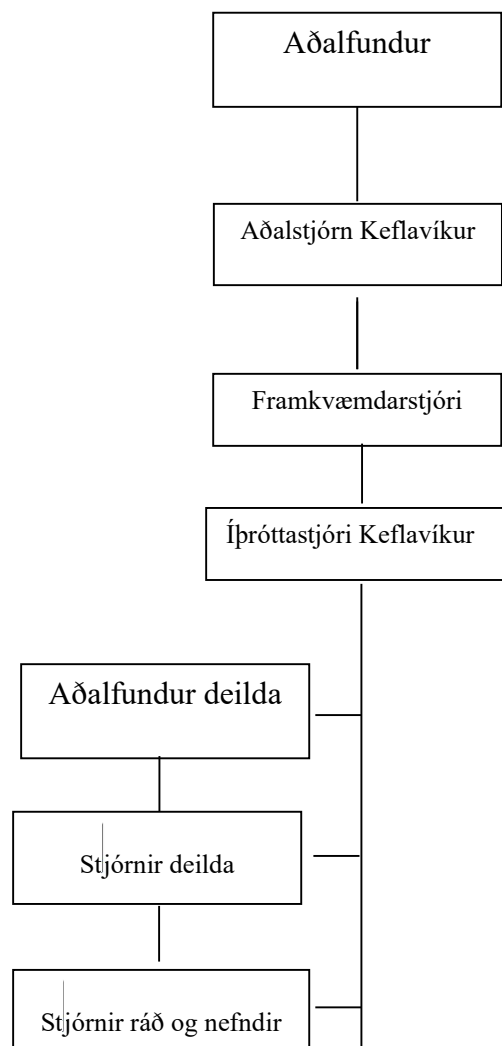 Aðalfundur
Aðalstjórn Keflavíkur
Framkvæmdarstjóri
Íþróttastjóri Keflavíkur
Aðalfundur deilda
Stjórnir deilda
Stjórnir ráð og nefndir